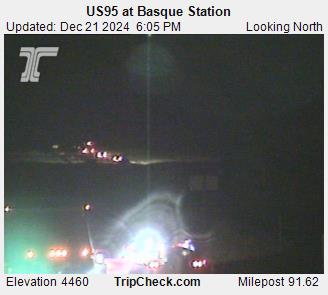 US95 at Basque Station
Updated: Dec 21 2024 6:05 PM Looking North
Elevation 4460 TripCheck.com Milepost 91.62